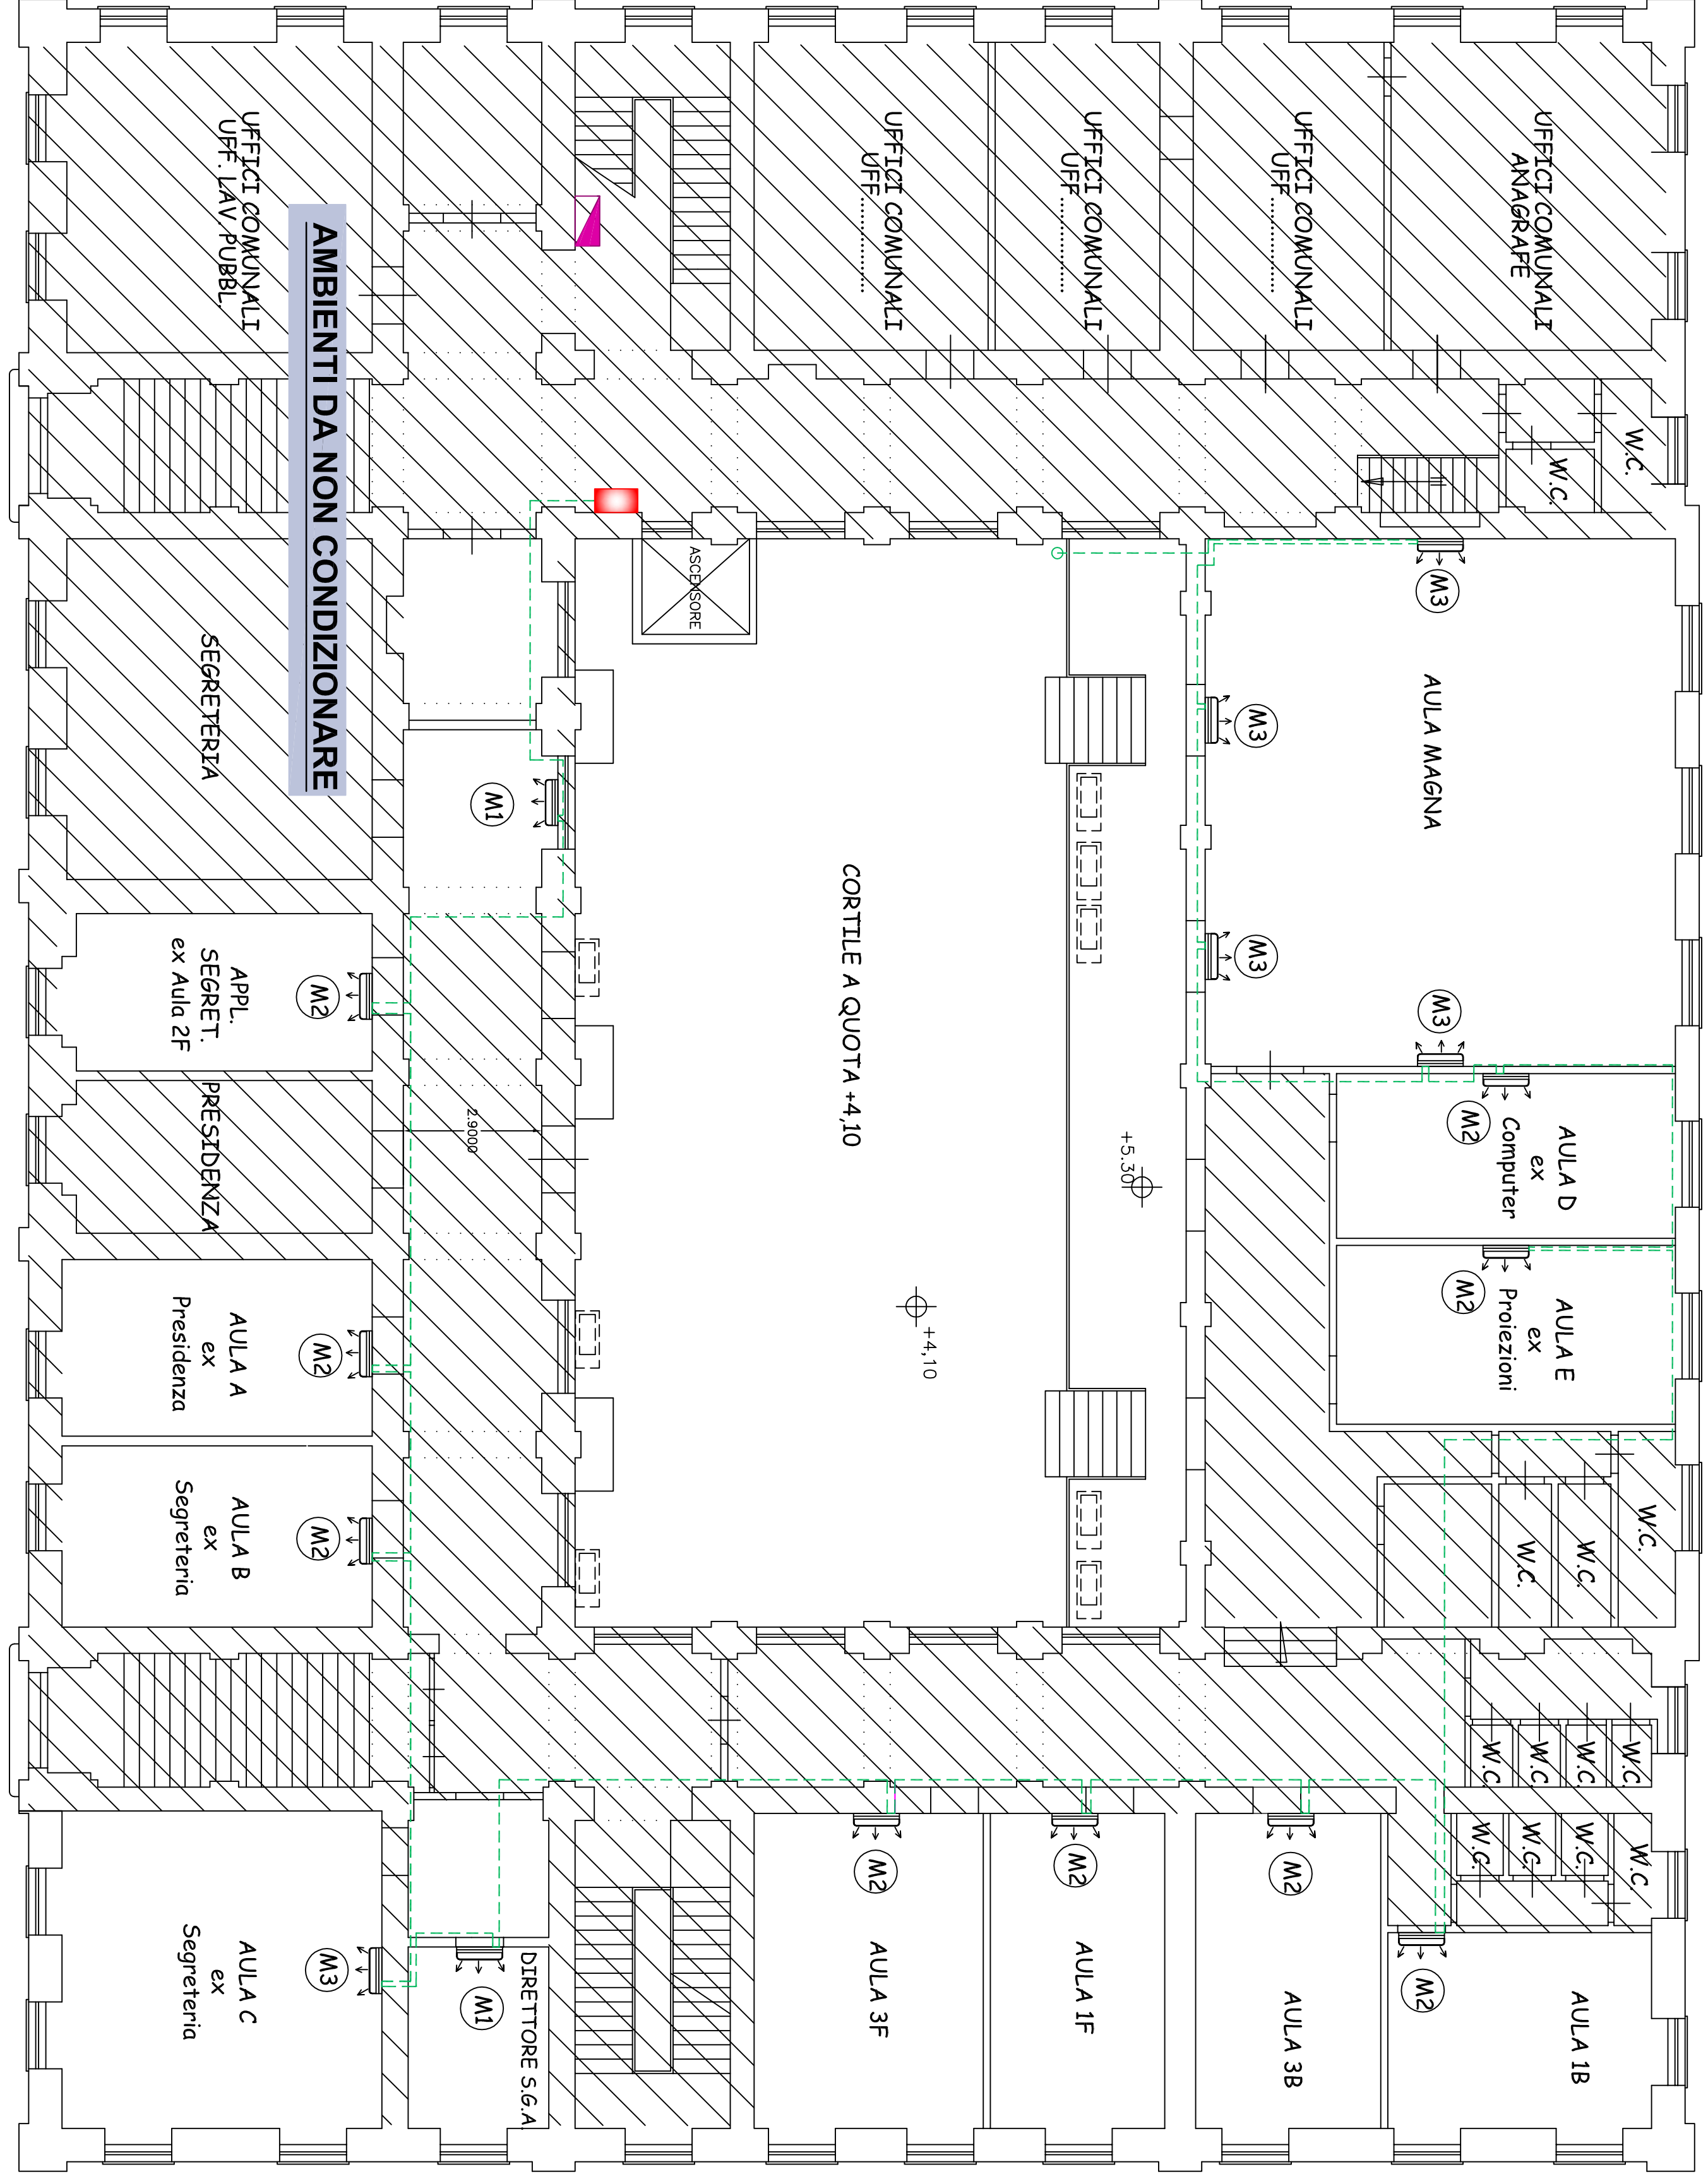 UFFICI COMUNALI
ANAGRAFE
UFFICI COMUNALI
UFF...............
UFFICI COMUNALI
UFF...............
UFFICI COMUNALI
UFF...............
UFFICI COMUNALI
UFF. LAV. PUBBL.
AMBIENTI DA NON CONDIZIONARE
W.C.
W.C.
M3
AULA MAGNA
M3
M3
M3
ASCENSORE
CORTILE A QUOTA +4,10
+5.30
+4,10
M1
SEGRETERIA
APPL.
SEGRET.
ex Aula 2F
M2
PRESIDENZA
2.9000
AULA D
ex
Computer
M2
AULA E
ex
Proiezioni
M2
AULA A
ex
Presidenza
M2
AULA B
ex
Segreteria
M2
W.C.
W.C.
W.C.
W.C
W.C
W.C
W.C
W.C.
W.C.
W.C.
W.C.
M2
AULA 1B
M2
AULA 3B
M2
AULA 1F
M2
AULA 3F
DIRETTORE S.G.A.
M1
M3
AULA C
ex
Segreteria